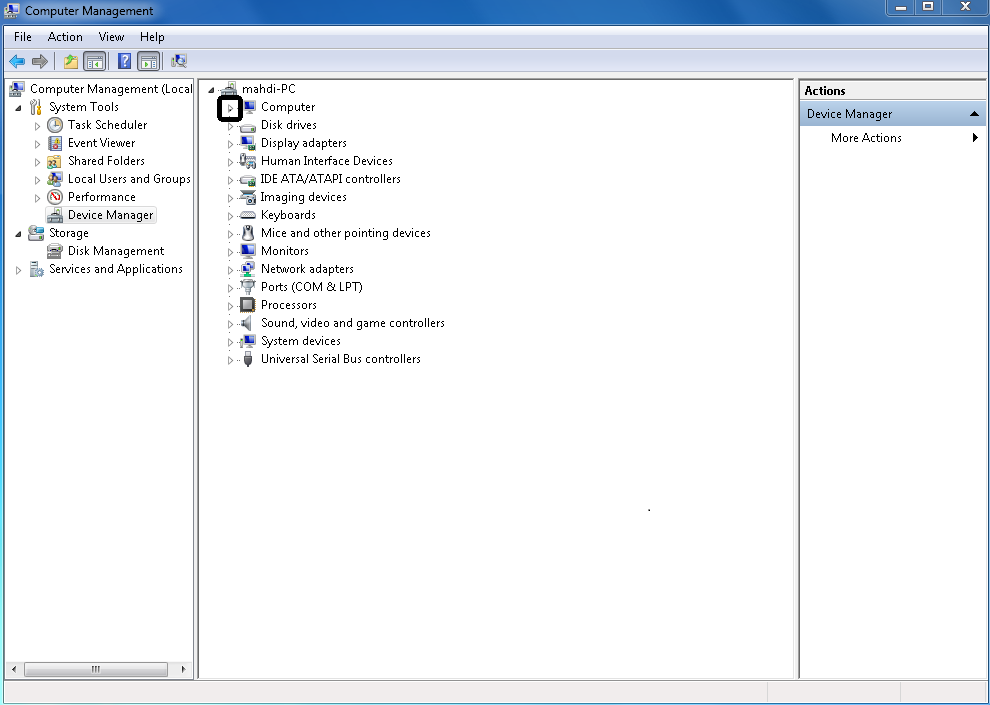 Computer Management
File Action View Help
Computer Management (Local
System Tools
Task Scheduler
Event Viewer
Shared Folders
Local Users and Groups
Performance
Device Manager
Storage
Disk Management
Services and Applications
mahdi-PC
Computer
Disk drives
Display adapters
Human Interface Devices
IDE ATA/ATAPI controllers
Imaging devices
Keyboards
Mice and other pointing devices
Monitors
Network adapters
Ports (COM & LPT)
Processors
Sound, video and game controllers
System devices
Universal Serial Bus controllers
Actions
Device Manager
More Actions